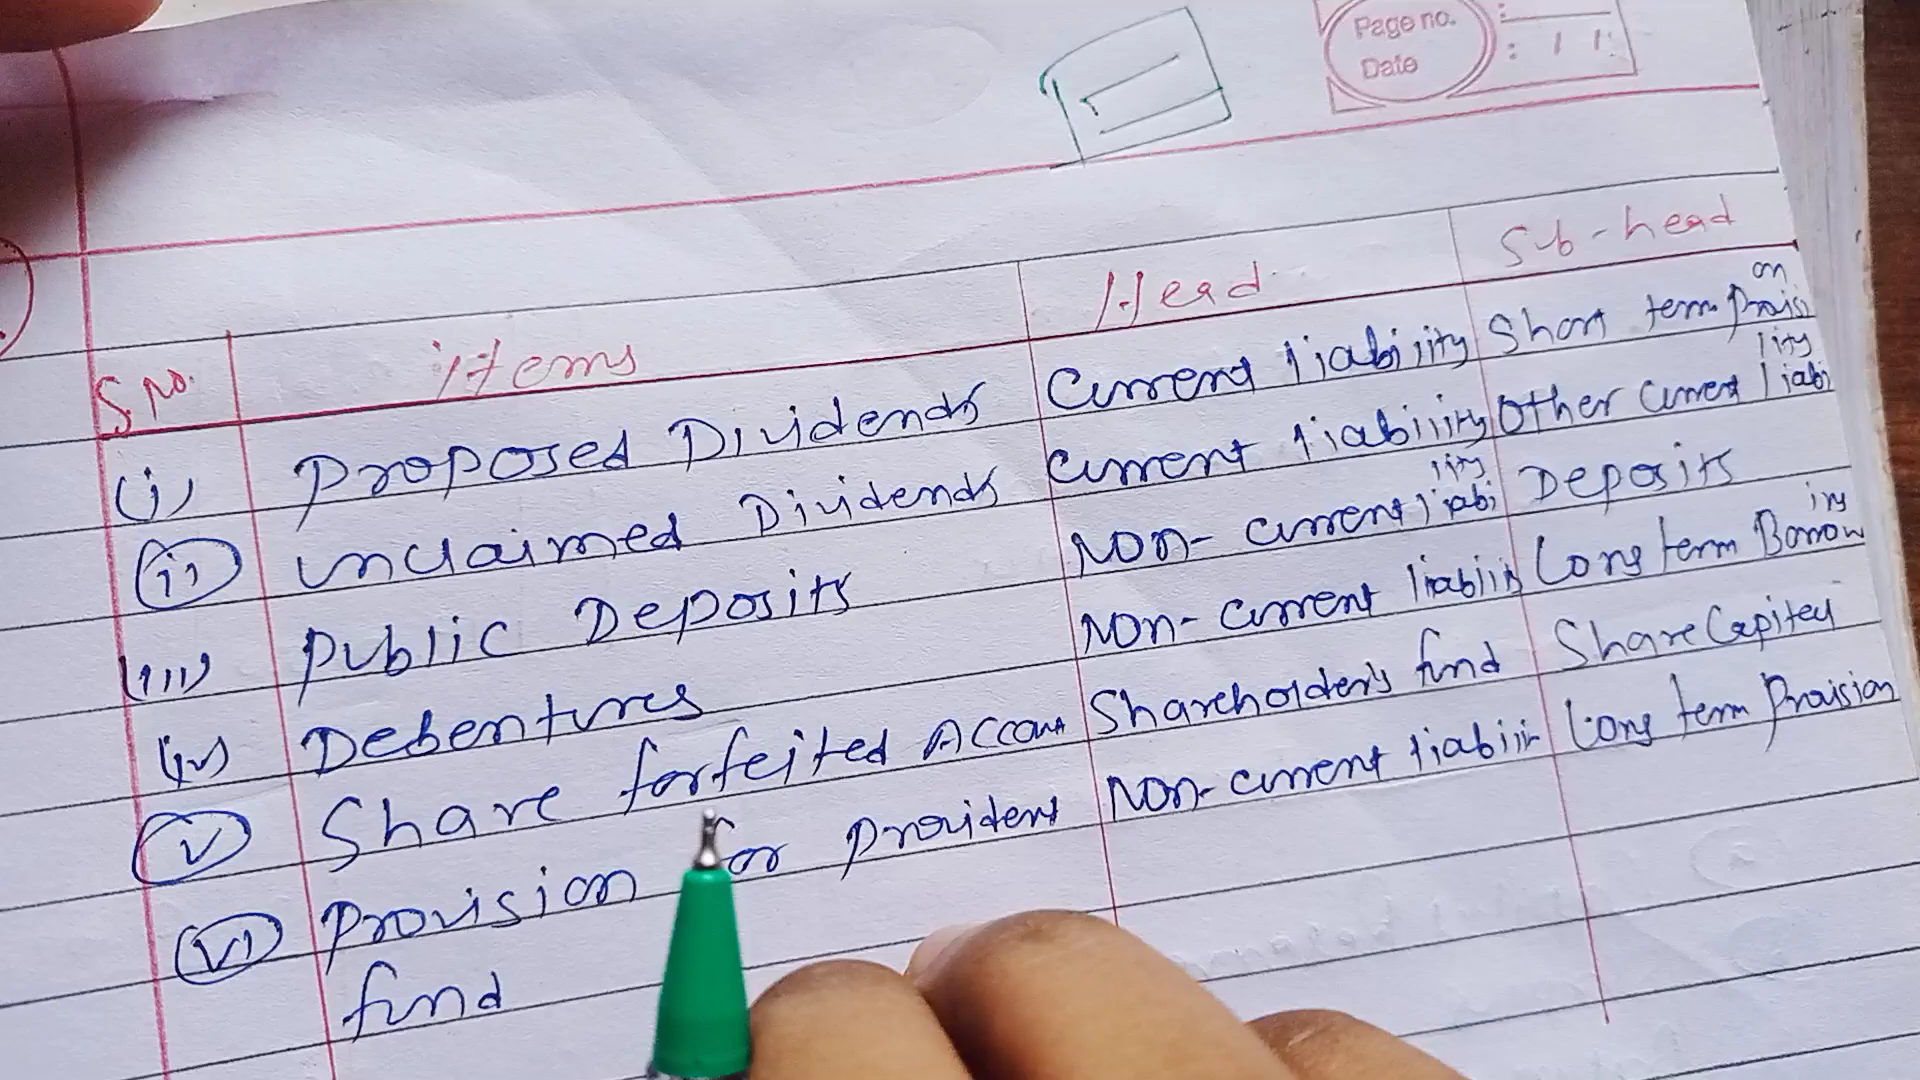 Page no. :
Date : / /
S.No. items Head Sub-head
(i) Proposed Dividends Current liability Short term Provision
(ii) unclaimed Dividends Current liability Other Current liability
(iii) Public Deposits Non-current liability Deposits
(iv) Debentures Non-current liability Long term Borrowing
(v) Share forfeited Account Shareholder's fund Share Capital
(vi) Provision for Provident Non-current liability Long term Provision
fund